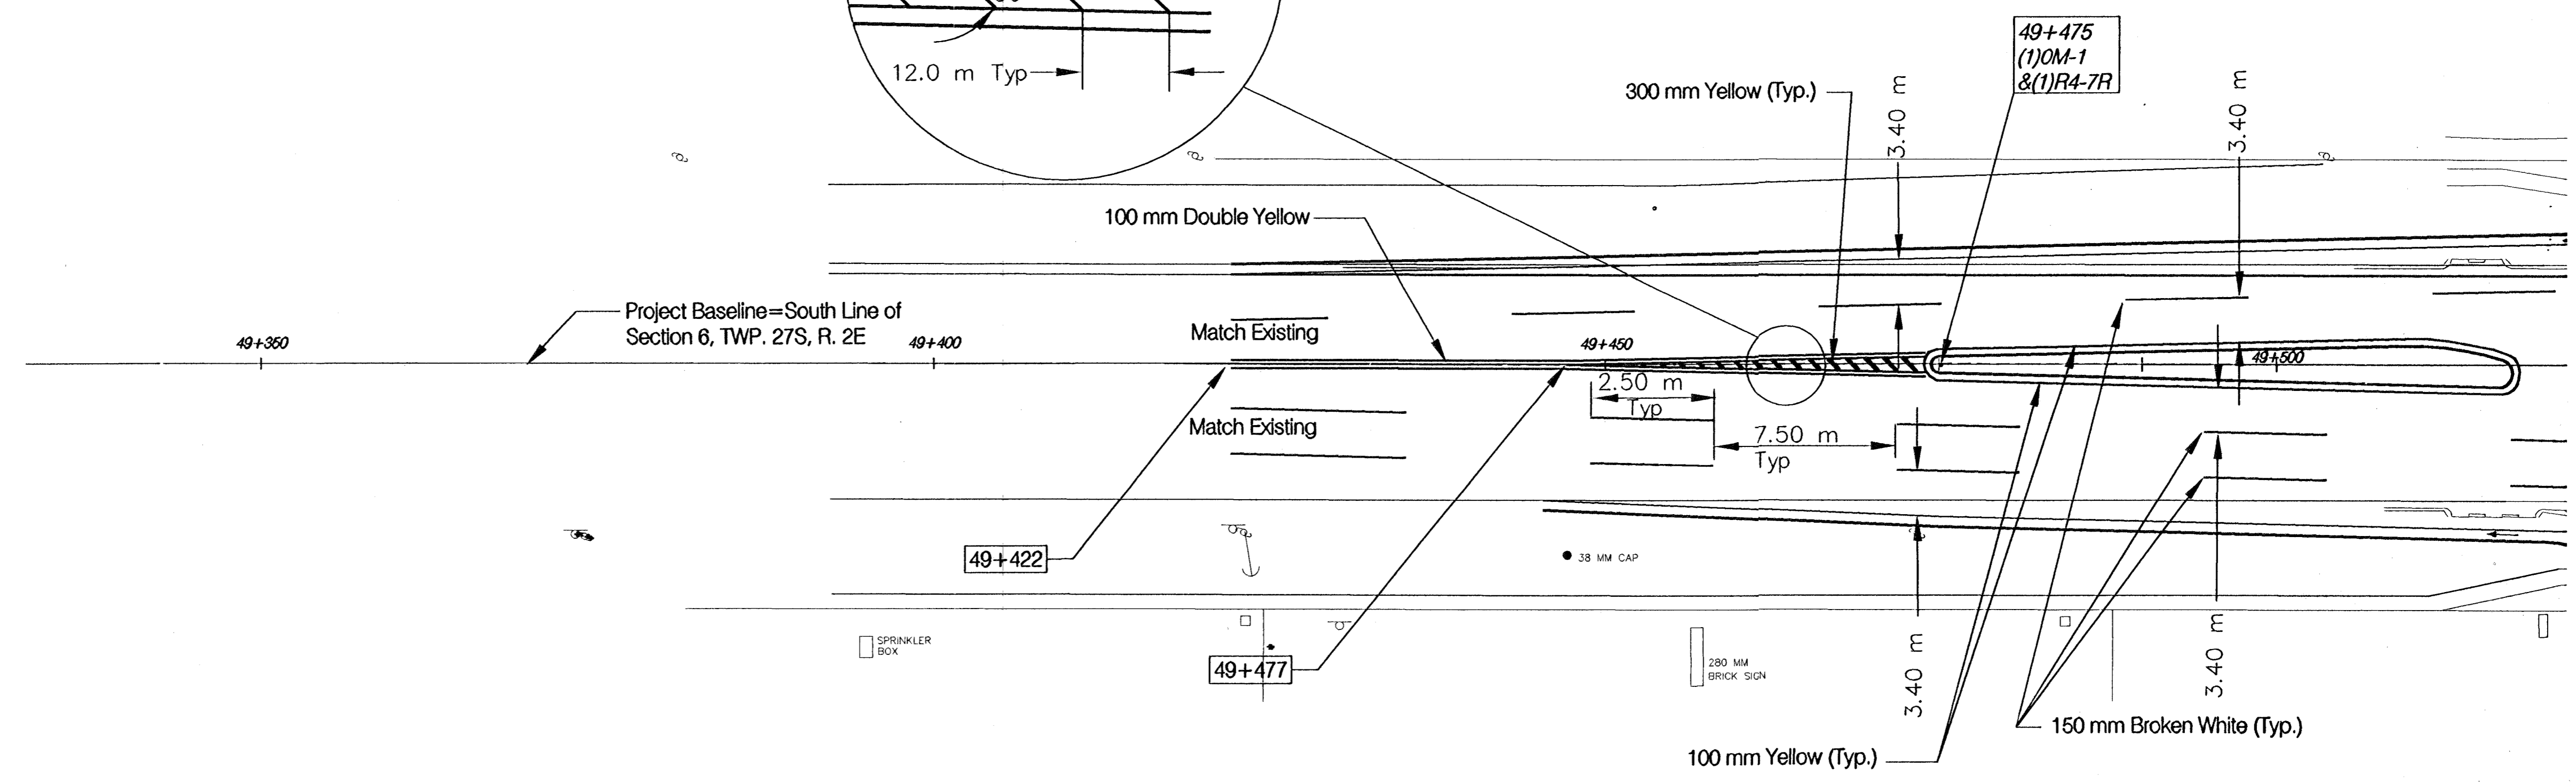 12.0 m Typ
49+475
(1)OM-1
&(1)R4-7R
300 mm Yellow (Typ.)
3.40 m
3.40 m
100 mm Double Yellow
Project Baseline=South Line of
Section 6, TWP. 27S, R. 2E
Match Existing
49+350
49+400
49+450
49+500
2.50 m
Typ
Match Existing
7.50 m
Typ
49+422
38 MM CAP
SPRINKLER
BOX
49+477
280 MM
BRICK SIGN
3.40 m
3.40 m
150 mm Broken White (Typ.)
100 mm Yellow (Typ.)